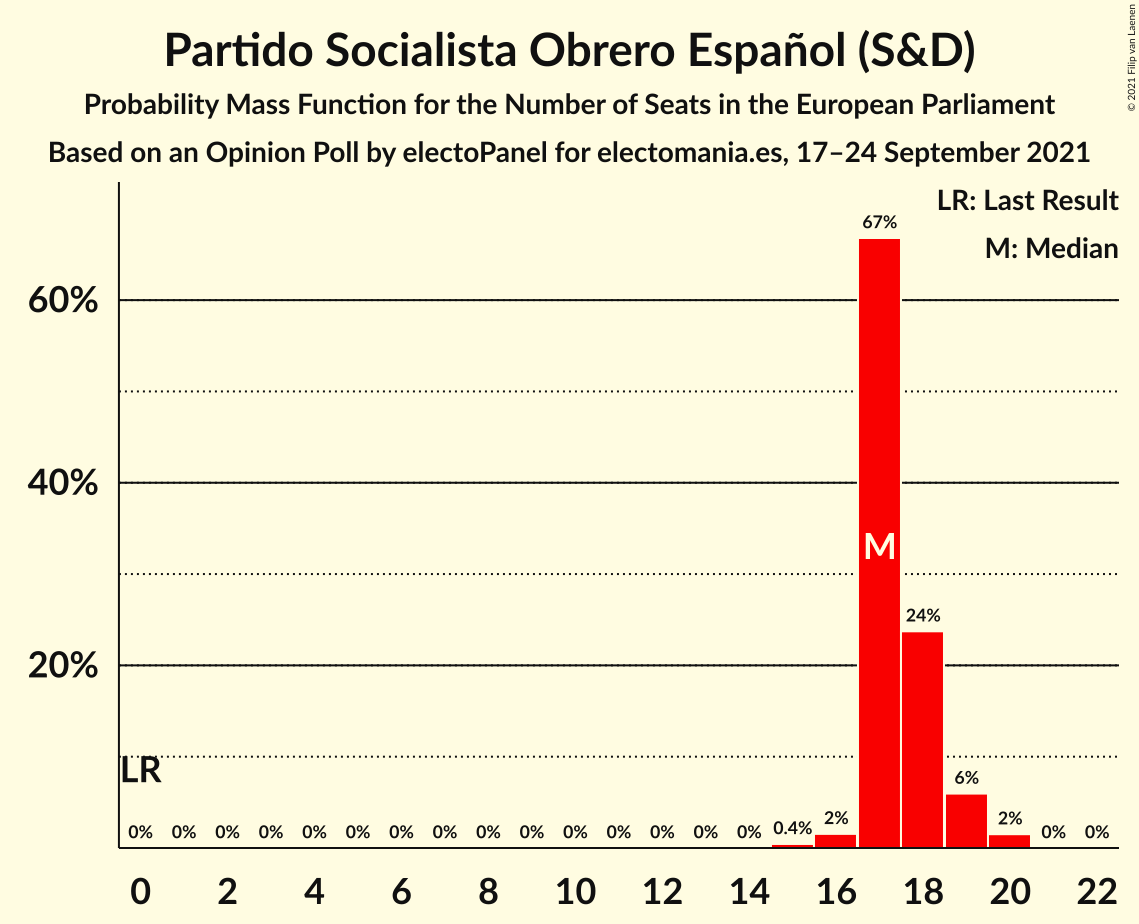 Partido Socialista Obrero Español (S&D)
Probability Mass Function for the Number of Seats in the European Parliament
Based on an Opinion Poll by electoPanel for electomania.es, 17–24 September 2021
© 2021 Filip van Laenen
LR: Last Result
M: Median
67%
60%
40%
M
24%
20%
LR
6%
0% 0% 0% 0% 0% 0% 0% 0% 0% 0% 0% 0% 0% 0% 0% 0.4% 2% 2% 0% 0%
0 2 4 6 8 10 12 14 16 18 20 22